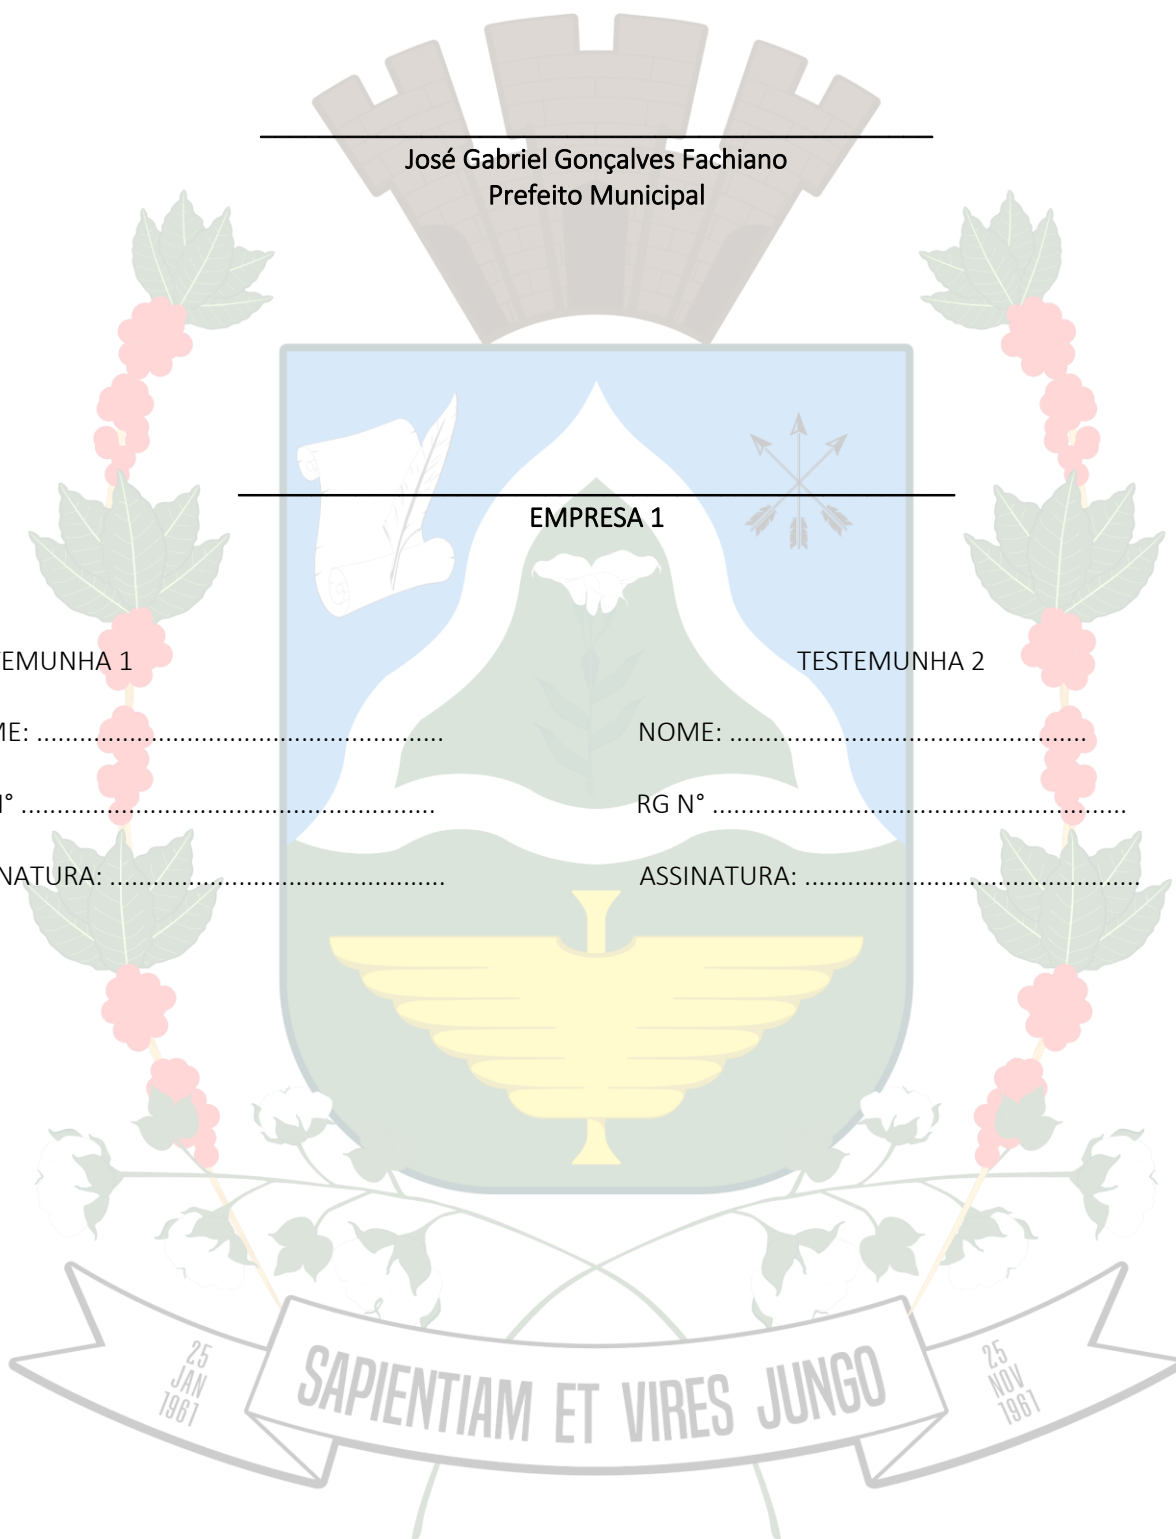 José Gabriel Gonçalves Fachiano
Prefeito Municipal
EMPRESA 1
EMUNHA 1
TESTEMUNHA 2
ME: .........................................................
NOME: ..................................................
N° ..........................................................
RG N° ..........................................................
NATURA: ...............................................
ASSINATURA: ...............................................
25
JAN
1961
SAPIENTIAM ET VIRES JUNGO
25
NOV
1961